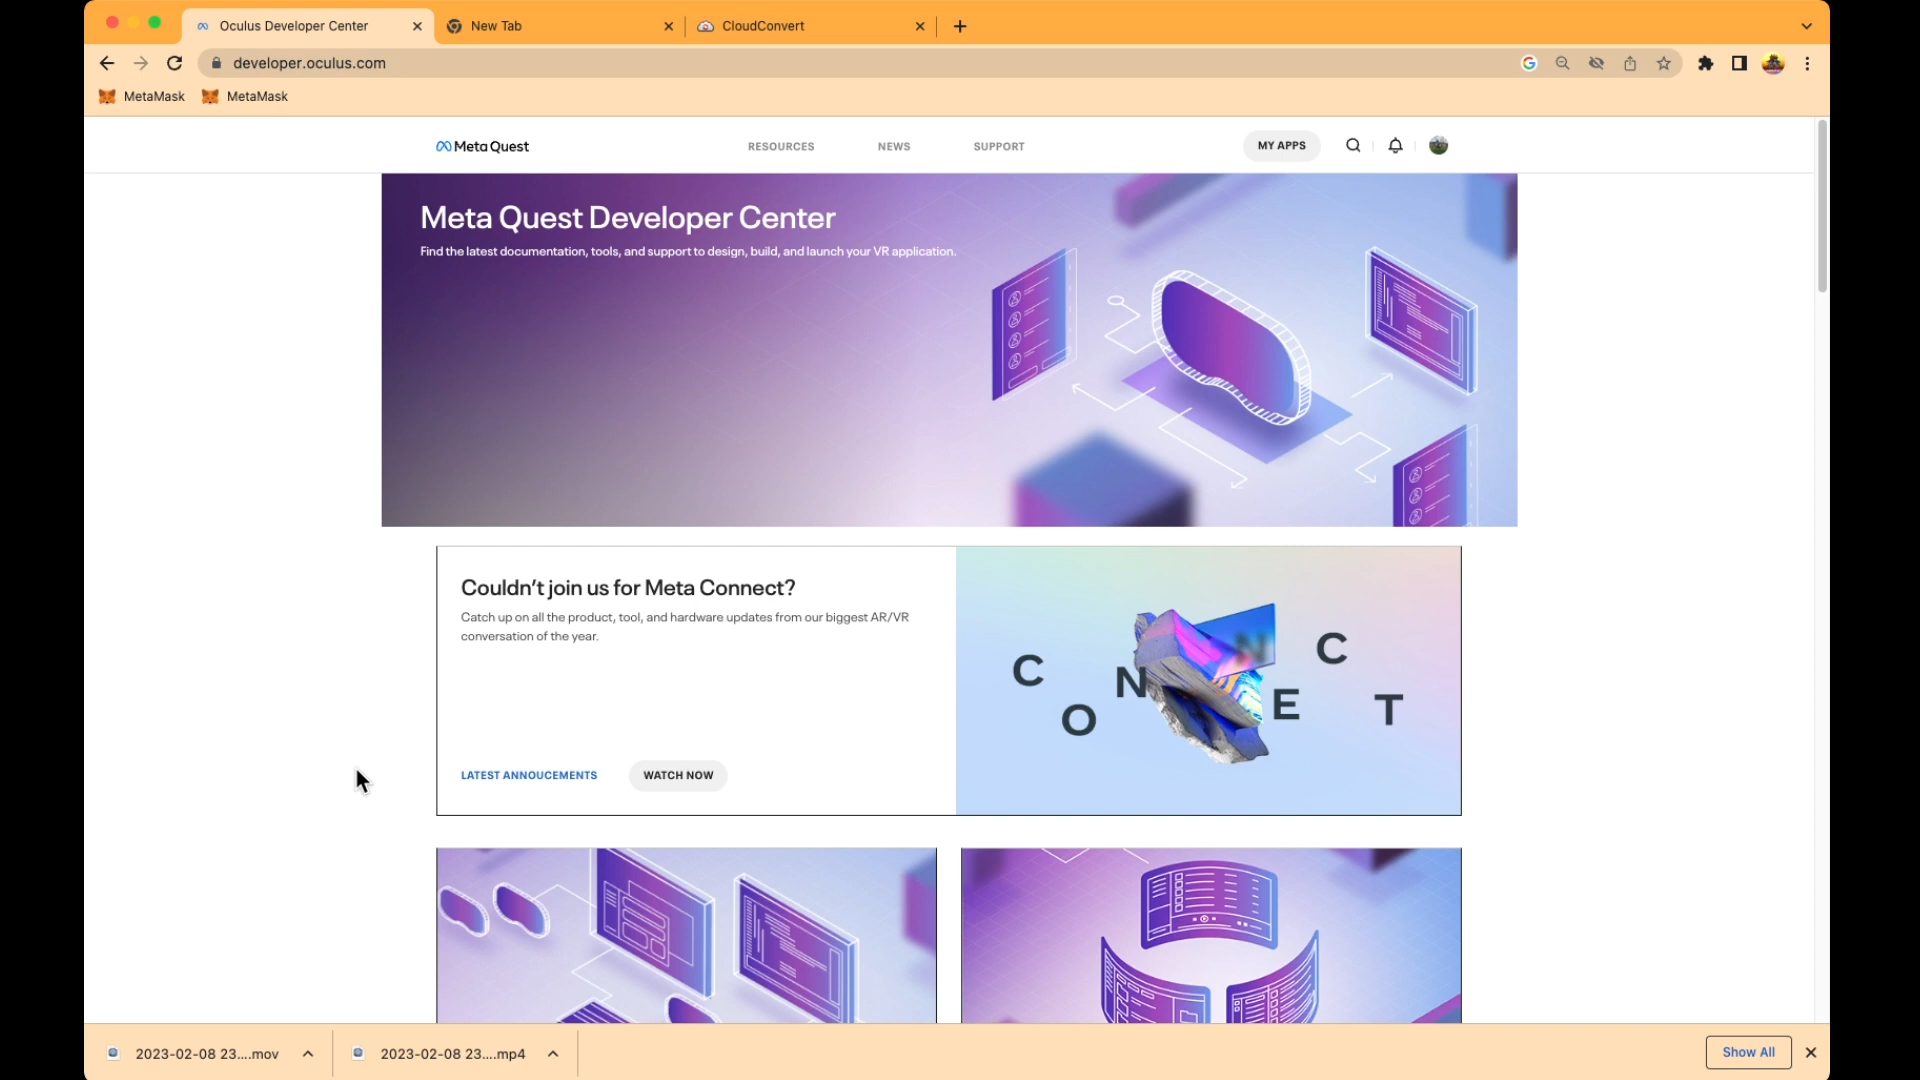 Oculus Developer Center
New Tab
CloudConvert
developer.oculus.com
MetaMask
MetaMask
Meta Quest
RESOURCES
NEWS
SUPPORT
MY APPS
Meta Quest Developer Center
Find the latest documentation, tools, and support to design, build, and launch your VR application.
Couldn't join us for Meta Connect?
Catch up on all the product, tool, and hardware updates from our biggest AR/VR
conversation of the year.
LATEST ANNOUCEMENTS
WATCH NOW
CONNECT
2023-02-08 23....mov
2023-02-08 23....mp4
Show All